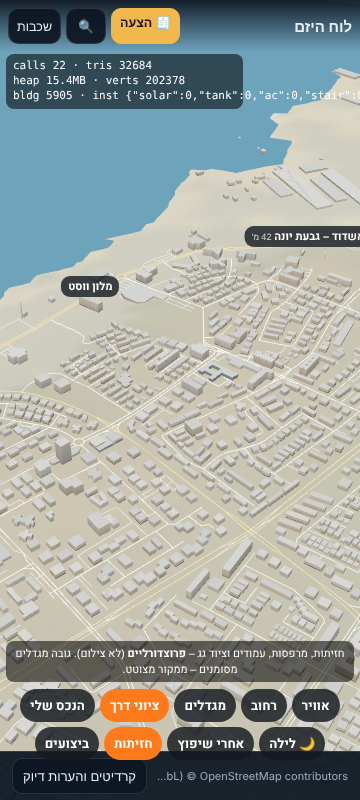 לוח היזם
🧾 הצעה
🔍
שכבות
calls 22 · tris 32684
heap 15.4MB · verts 202378
bldg 5905 · inst {"solar":0,"tank":0,"ac":0,"stair":0
אשדוד – גבעת יונה 42 מ'
מלון ווסט
חזיתות, מרפסות, עמודים וציוד גג – פרוצדורליים (לא צילום). גובה מגדלים
מסומנים – ממקור מצוטט.
אוויר
רחוב
מגדלים
ציוני דרך
הנכס שלי
🌙 לילה
אחרי שיפוץ
חזיתות
ביצועים
קרדיטים והערות דיוק
...bL) © OpenStreetMap contributors